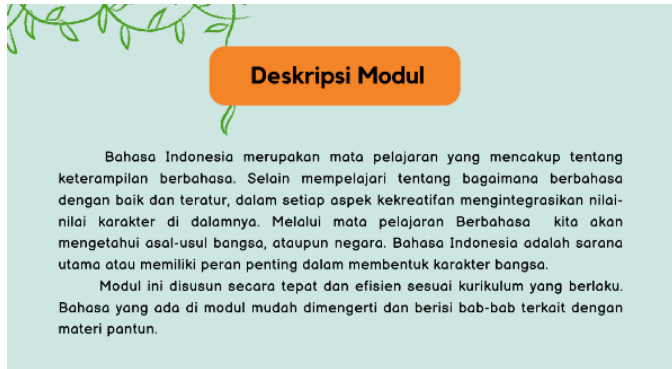 Deskripsi Modul
Bahasa Indonesia merupakan mata pelajaran yang mencakup tentang
keterampilan berbahasa. Selain mempelajari tentang bagaimana berbahasa
dengan baik dan teratur, dalam setiap aspek kekreatifan mengintegrasikan nilai-
nilai karakter di dalamnya. Melalui mata pelajaran Berbahasa kita akan
mengetahui asal-usul bangsa, ataupun negara. Bahasa Indonesia adalah sarana
utama atau memiliki peran penting dalam membentuk karakter bangsa.
Modul ini disusun secara tepat dan efisien sesuai kurikulum yang berlaku.
Bahasa yang ada di modul mudah dimengerti dan berisi bab-bab terkait dengan
materi pantun.